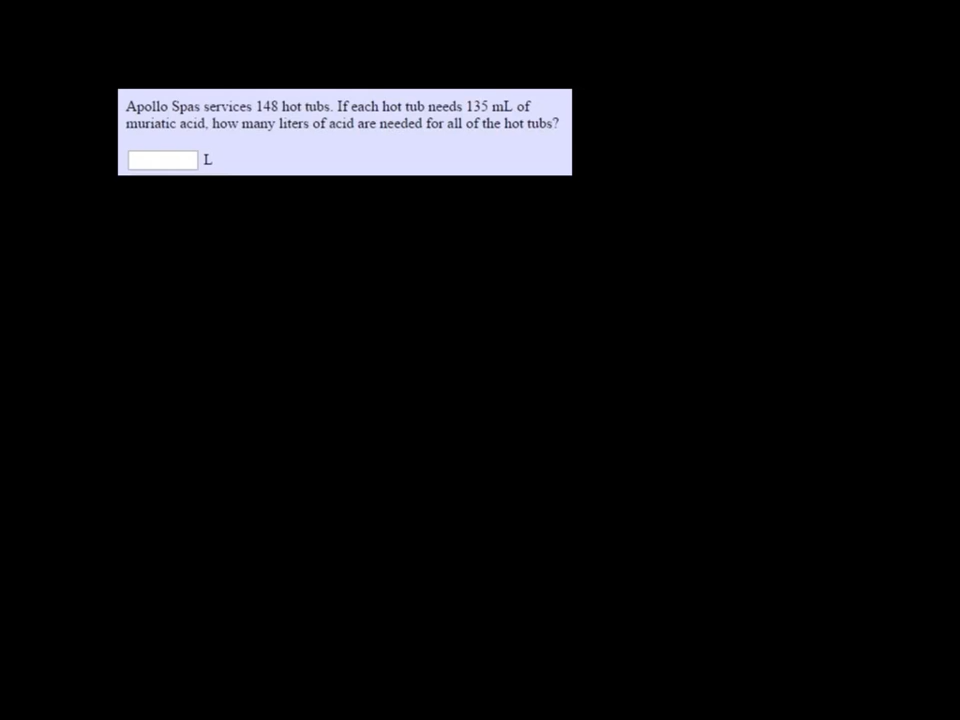 Apollo Spas services 148 hot tubs. If each hot tub needs 135 mL of
muriatic acid, how many liters of acid are needed for all of the hot tubs?
L